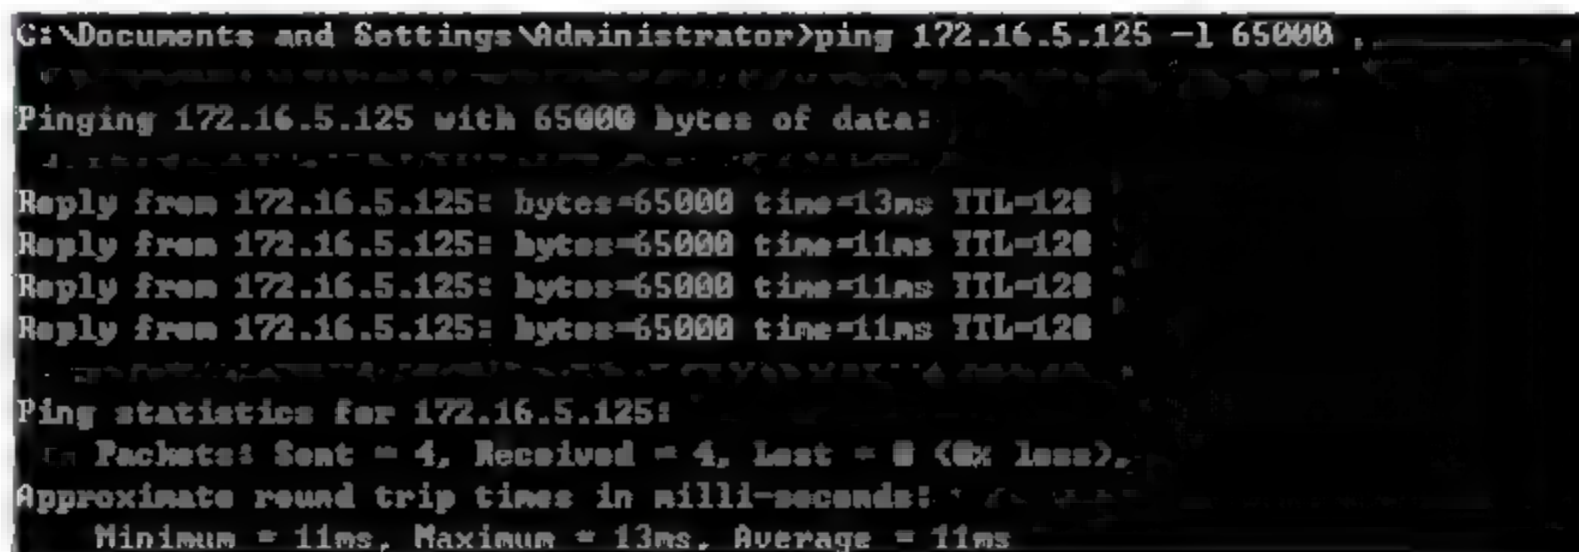 C:\Documents and Settings\Administrator>ping 172.16.5.125 -l 65000
Pinging 172.16.5.125 with 65000 bytes of data:
Reply from 172.16.5.125: bytes=65000 time=13ms TTL=128
Reply from 172.16.5.125: bytes=65000 time=11ms TTL=128
Reply from 172.16.5.125: bytes=65000 time=11ms TTL=128
Reply from 172.16.5.125: bytes=65000 time=11ms TTL=128
Ping statistics for 172.16.5.125:
Packets: Sent = 4, Received = 4, Lost = 0 (0% loss),
Approximate round trip times in milli-seconds:
Minimum = 11ms, Maximum = 13ms, Average = 11ms